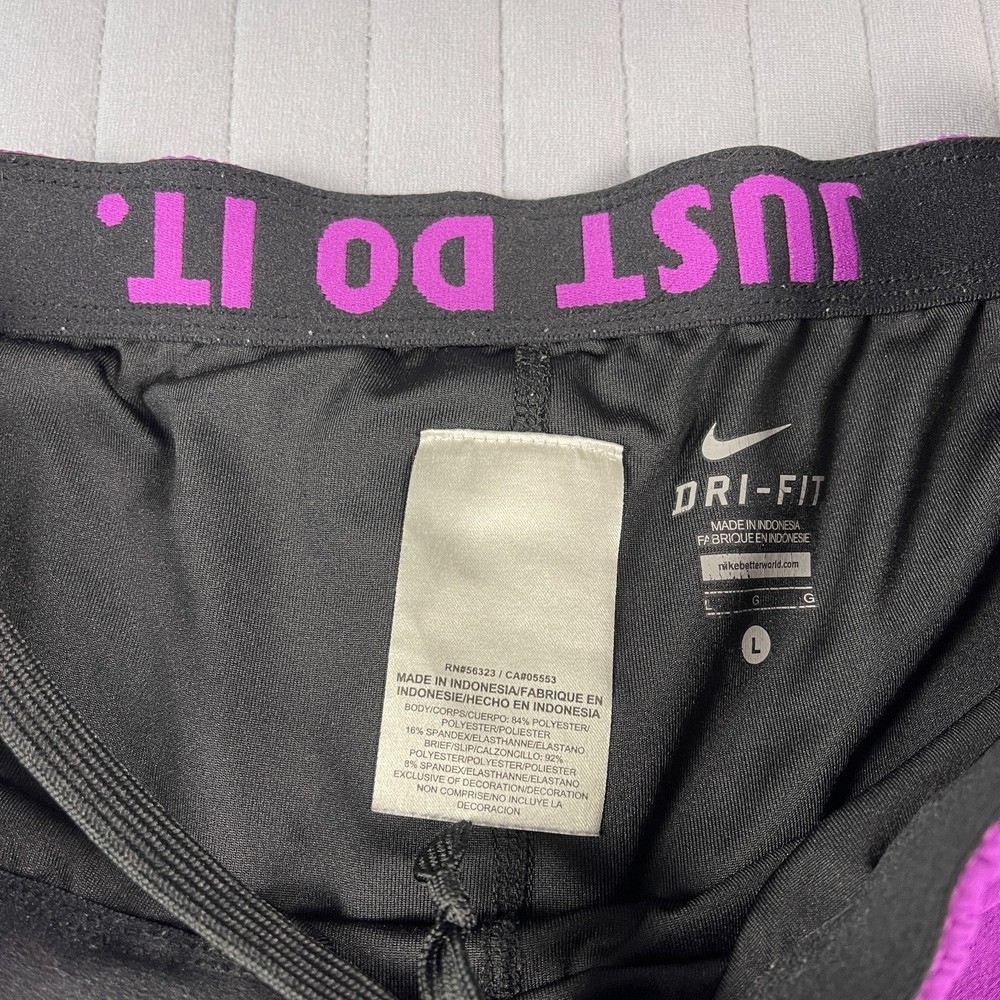 JUST DO IT.
DRI-FIT
MADE IN INDONESIA
FABRIQUE EN INDONESIE
nikebetterworld.com
L G G
L
RN#56323 / CA#05553
MADE IN INDONESIA/FABRIQUE EN
INDONESIE/HECHO EN INDONESIA
BODY/CORPS/CUERPO: 84% POLYESTER/
POLYESTER/POLIESTER
16% SPANDEX/ELASTHANNE/ELASTANO
BRIEF/SLIP/CALZONCILLO: 92%
POLYESTER/POLYESTER/POLIESTER
8% SPANDEX/ELASTHANNE/ELASTANO
EXCLUSIVE OF DECORATION/DECORATION
NON COMPRISE/NO INCLUYE LA
DECORACION